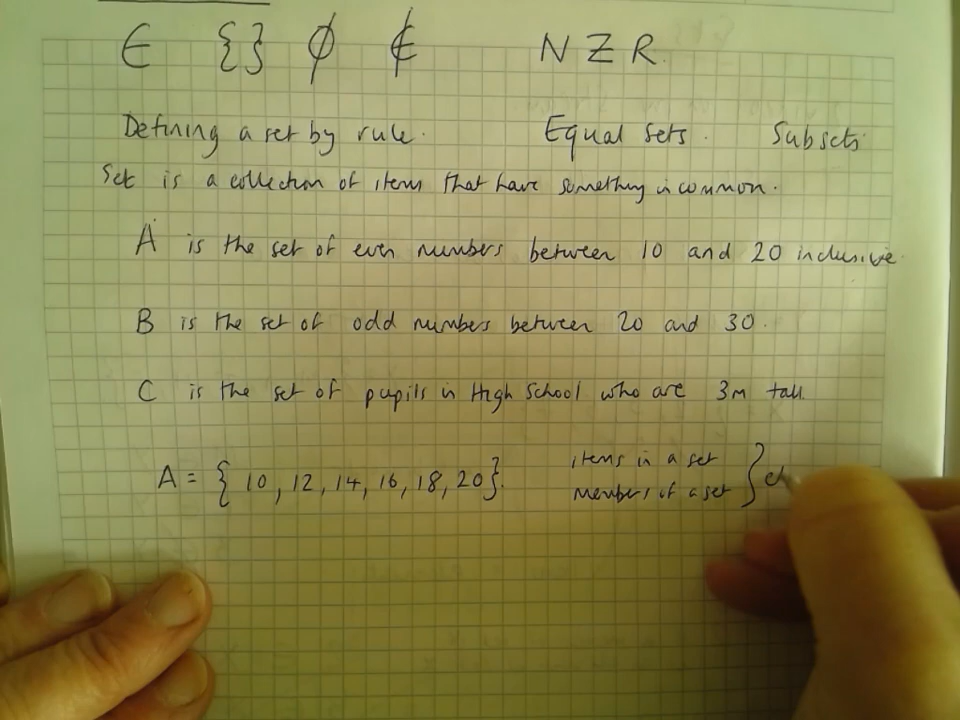 ∈ {} ∅ ∉ N Z R
Defining a set by rule. Equal Sets. Subsets
Set is a collection of items that have something in common.
A is the set of even numbers between 10 and 20 inclusive
B is the set of odd numbers between 20 and 30.
C is the set of pupils in High School who are 3m tall
A = { 10, 12, 14, 16, 18, 20}.
items in a set
members of a set }